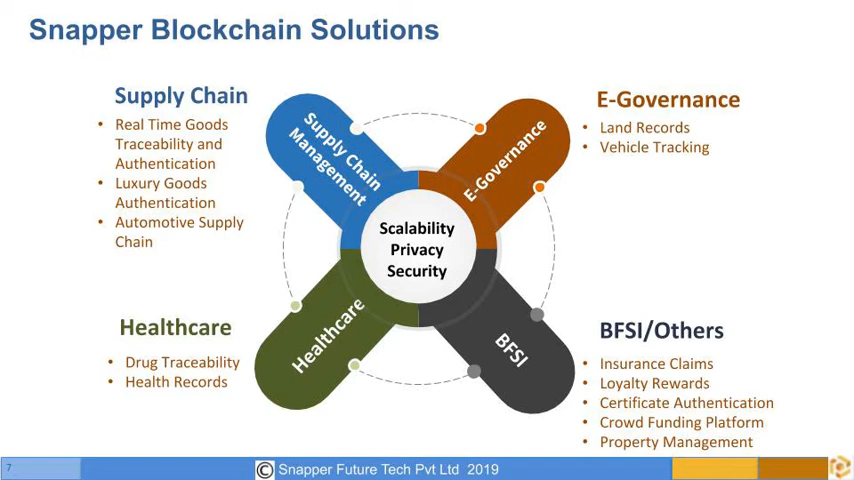 Snapper Blockchain Solutions
Supply Chain
• Real Time Goods
Traceability and
Authentication
• Luxury Goods
Authentication
• Automotive Supply
Chain
Supply Chain
Management
E-Governance
E-Governance
• Land Records
• Vehicle Tracking
Scalability
Privacy
Security
Healthcare
• Drug Traceability
• Health Records
Healthcare
BFSI
BFSI/Others
• Insurance Claims
• Loyalty Rewards
• Certificate Authentication
• Crowd Funding Platform
• Property Management
7
© Snapper Future Tech Pvt Ltd 2019